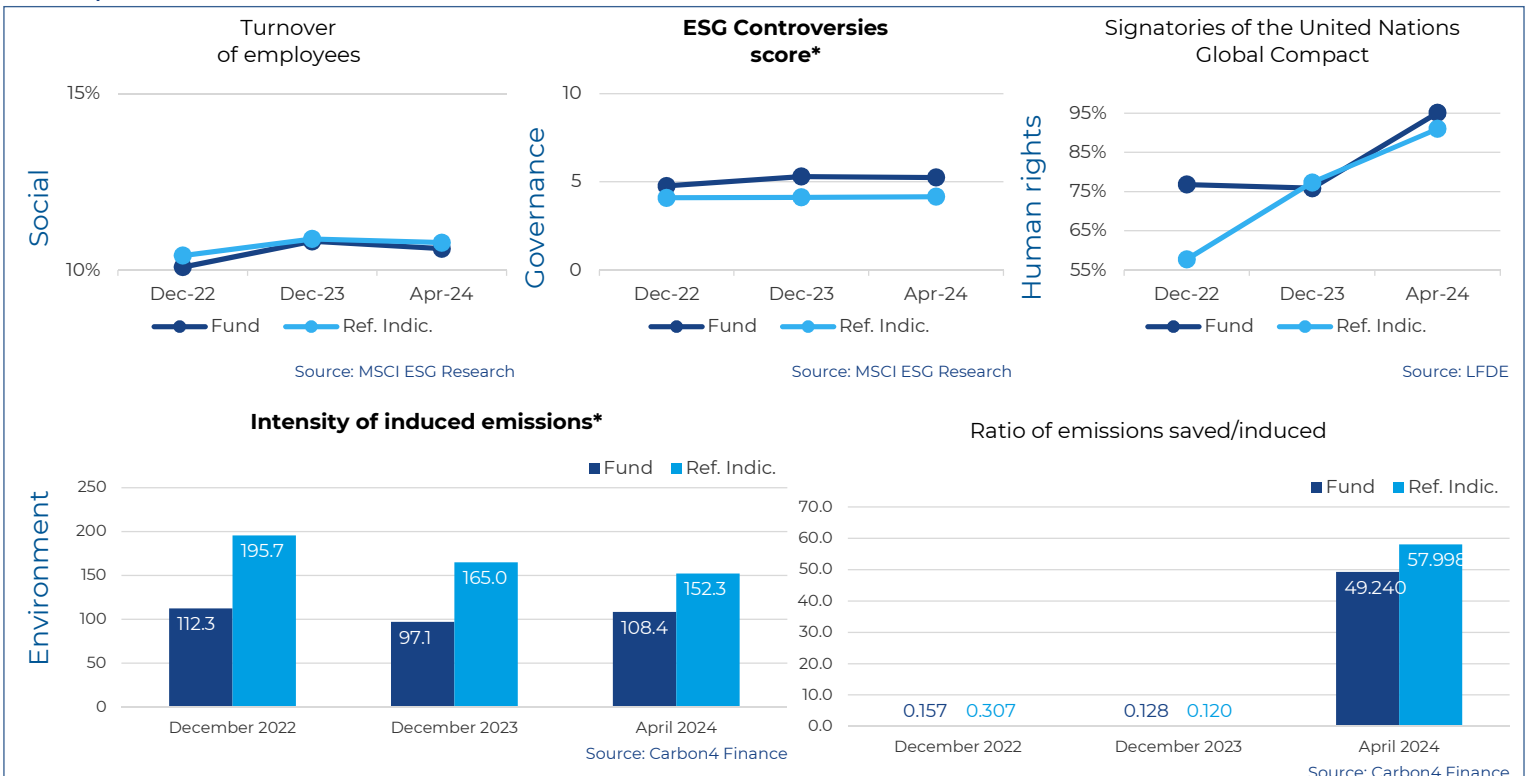 Turnover
of employees
Social
15%
10%
Dec-22 Dec-23 Apr-24
Fund Ref. Indic.
Source: MSCI ESG Research
ESG Controversies
score*
Governance
10
5
0
Dec-22 Dec-23 Apr-24
Fund Ref. Indic.
Source: MSCI ESG Research
Signatories of the United Nations
Global Compact
Human rights
95%
85%
75%
65%
55%
Dec-22 Dec-23 Apr-24
Fund Ref. Indic.
Source: LFDE
Environment
Intensity of induced emissions*
Fund Ref. Indic.
250
200
150
100
50
0
112.3 195.7
97.1 165.0
108.4 152.3
December 2022 December 2023 April 2024
Source: Carbon4 Finance
Ratio of emissions saved/induced
Fund Ref. Indic.
70.0
60.0
50.0
40.0
30.0
20.0
10.0
0.0
0.157 0.307
0.128 0.120
49.240 57.998
December 2022 December 2023 April 2024
Source: Carbon4 Finance